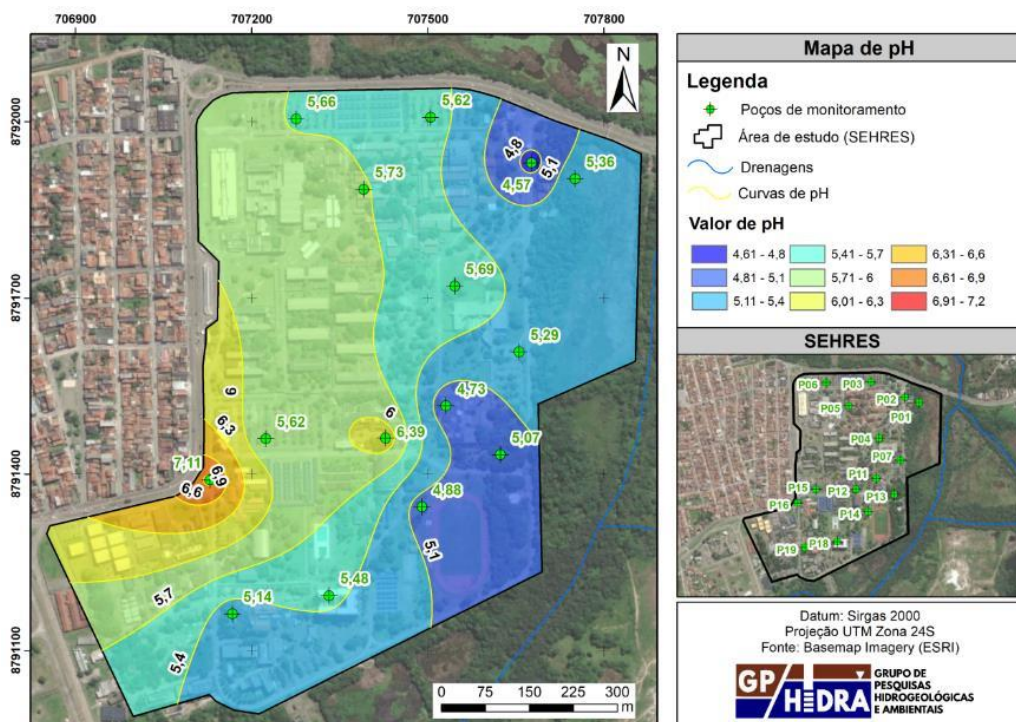 706900
707200
707500
707800
8792000
8791700
8791400
8791100
N
5,66
5,62
4,8
5,1
5,36
4,57
5,73
5,69
5,29
6
6,3
5,62
6
4,73
6,39
5,07
7,11
6,9
6,6
4,88
5,1
5,7
5,48
5,14
5,4
0 75 150 225 300
m
Mapa de pH
Legenda
Poços de monitoramento
Área de estudo (SEHRES)
Drenagens
Curvas de pH
Valor de pH
4,61 - 4,8 5,41 - 5,7 6,31 - 6,6
4,81 - 5,1 5,71 - 6 6,61 - 6,9
5,11 - 5,4 6,01 - 6,3 6,91 - 7,2
SEHRES
P06
P03
P02
P01
P05
P04
P07
P11
P15
P12
P13
P16
P14
P18
P19
Datum: Sirgas 2000
Projeção UTM Zona 24S
Fonte: Basemap Imagery (ESRI)
GP HIDRA
GRUPO DE
PESQUISAS
HIDROGEOLÓGICAS
E AMBIENTAIS